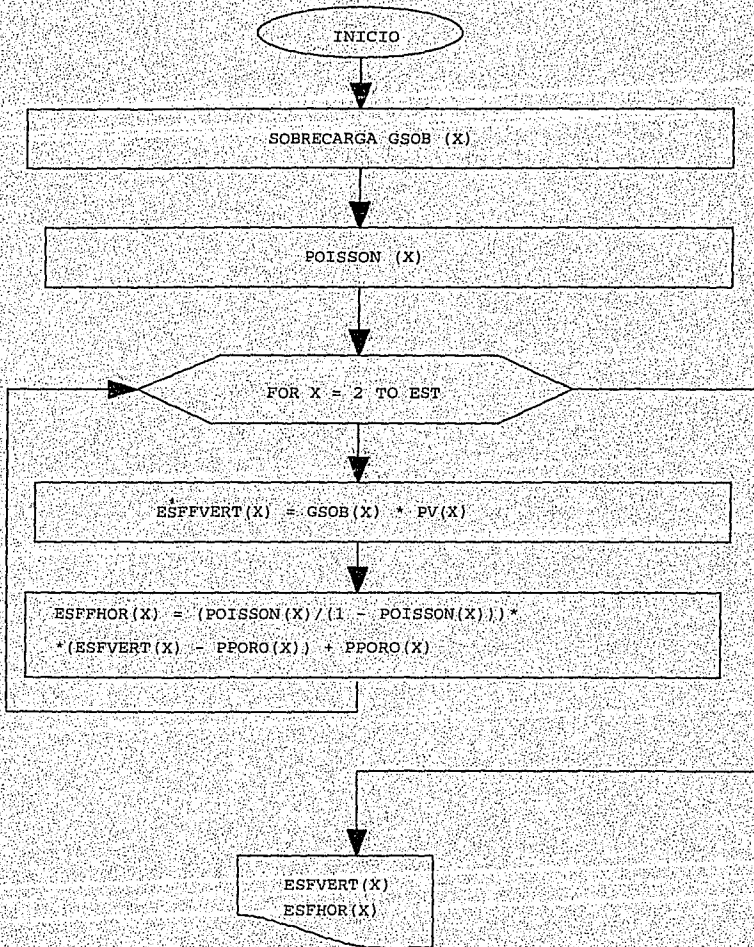 INICIO
SOBRECARGA GSOB (X)
POISSON (X)
FOR X = 2 TO EST
ESFFVERT(X) = GSOB(X) * PV(X)
ESFFHOR(X) = (POISSON(X)/(1 - POISSON(X)))*
*(ESFVERT(X) - PPORO(X)) + PPORO(X)
ESFVERT(X)
ESFHOR(X)